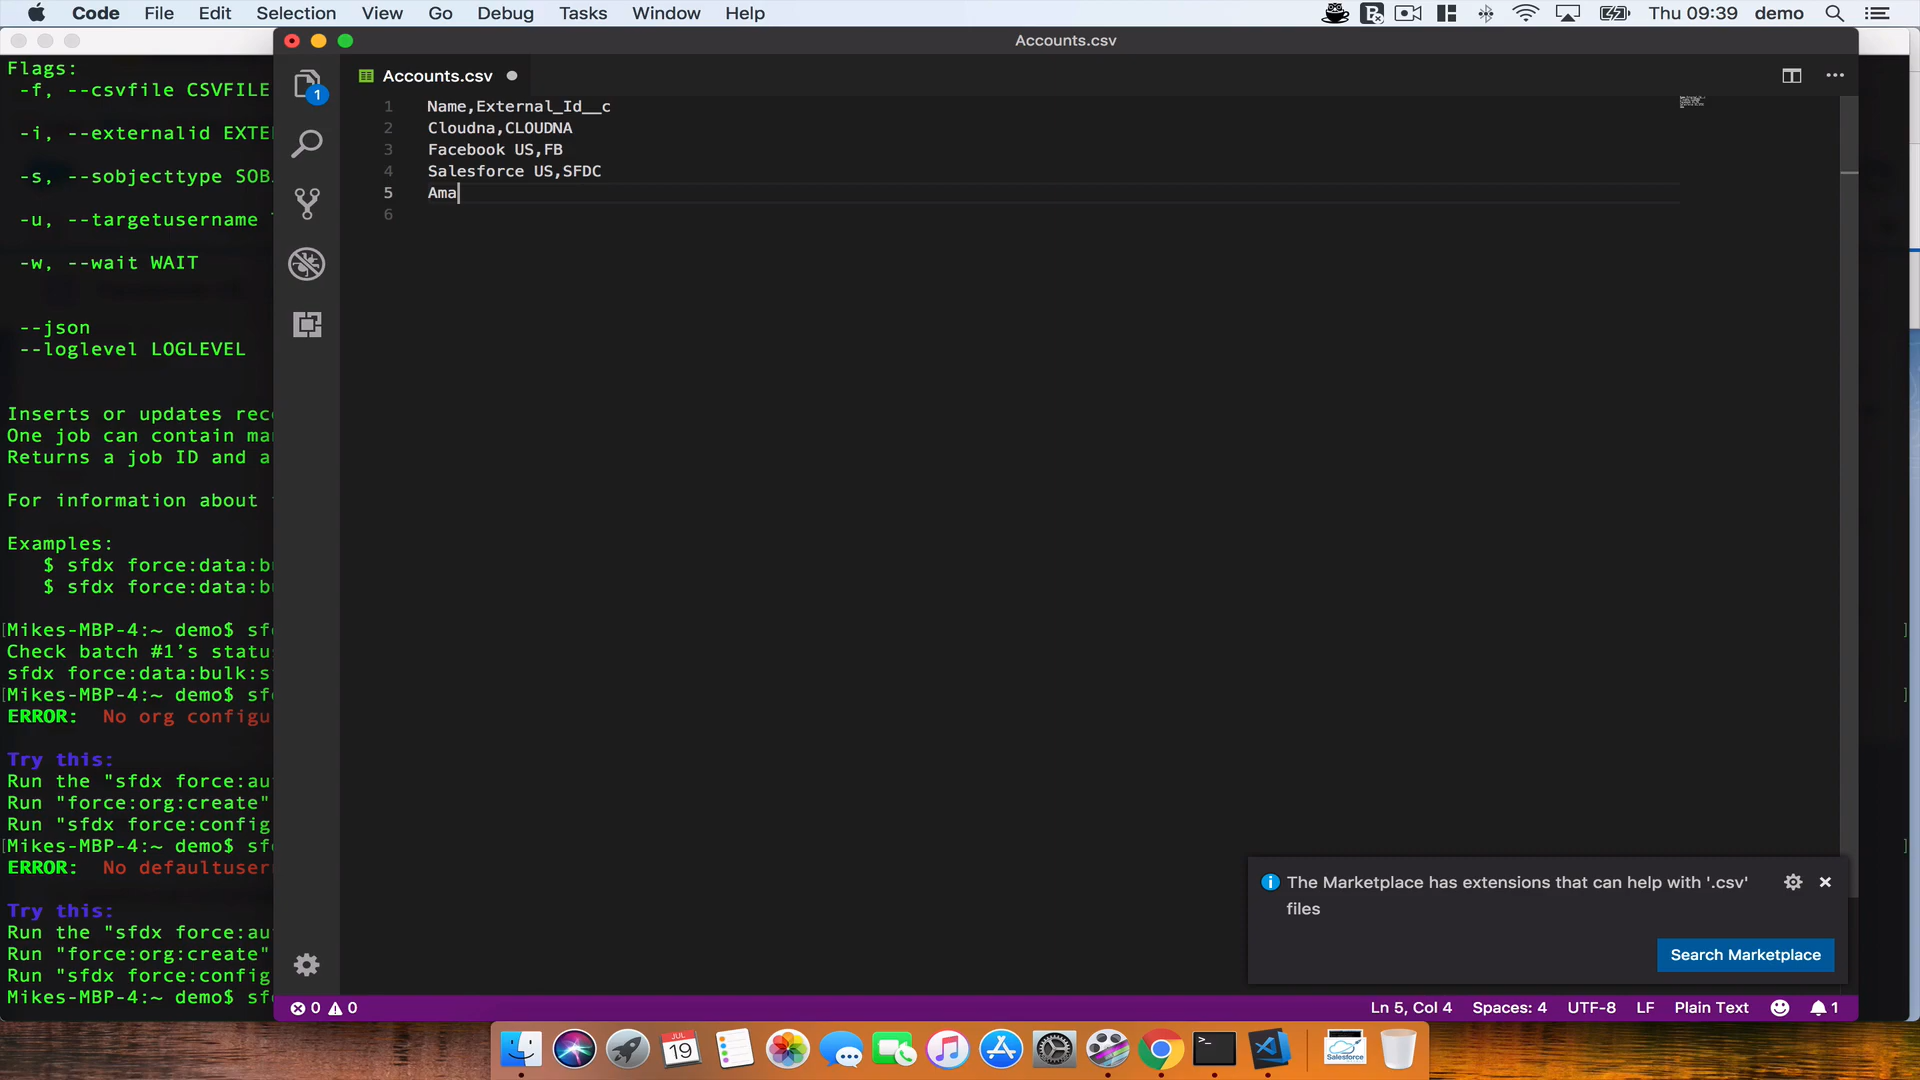 Code File Edit Selection View Go Debug Tasks Window Help Thu 09:39 demo
Accounts.csv
Accounts.csv
1 Name,External_Id__c
2 Cloudna,CLOUDNA
3 Facebook US,FB
4 Salesforce US,SFDC
5 Ama
6
1
Flags:
-f, --csvfile CSVFILE
-i, --externalid EXTE
-s, --sobjecttype SOB
-u, --targetusername
-w, --wait WAIT
--json
--loglevel LOGLEVEL
Inserts or updates rec
One job can contain ma
Returns a job ID and a
For information about
Examples:
$ sfdx force:data:b
$ sfdx force:data:b
[Mikes-MBP-4:~ demo$ sf ]
Check batch #1's statu
sfdx force:data:bulk:s
[Mikes-MBP-4:~ demo$ sf ]
ERROR: No org configu
Try this:
Run the "sfdx force:au
Run "force:org:create"
Run "sfdx force:config
[Mikes-MBP-4:~ demo$ sf ]
ERROR: No defaultuser
Try this:
Run the "sfdx force:au
Run "force:org:create"
Run "sfdx force:config
Mikes-MBP-4:~ demo$ sf
The Marketplace has extensions that can help with '.csv'
files
Search Marketplace
0 0 Ln 5, Col 4 Spaces: 4 UTF-8 LF Plain Text 1
JUL
19
>_
Salesforce